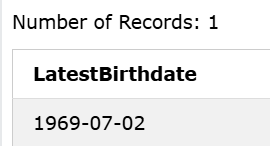 Number of Records: 1
LatestBirthdate
1969-07-02